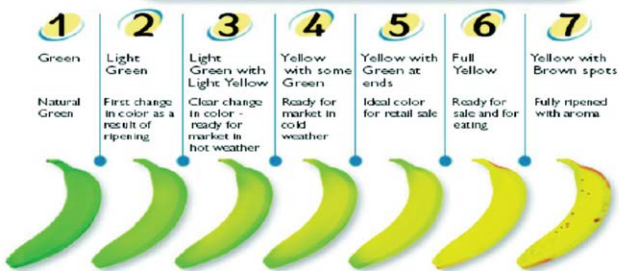 1 2 3 4 5 6 7
Green
Natural
Green
Light
Green
First change
in color as a
result of
ripening
Light
Green with
Light Yellow
Clear change
in color -
ready for
market in
hot weather
Yellow
with some
Green
Ready for
market in
cold
weather
Yellow with
Green at
ends
Ideal color
for retail sale
Full
Yellow
Ready for
sale and for
eating
Yellow with
Brown spots
Fully ripened
with aroma